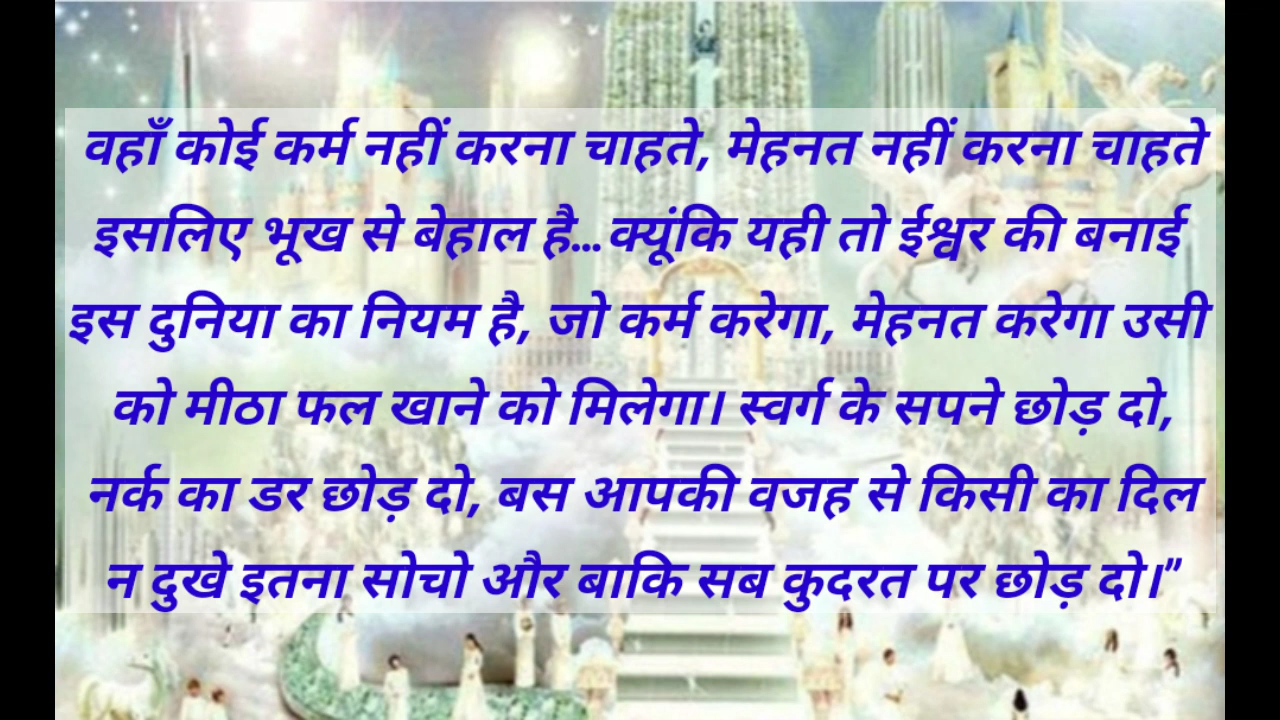 वहाँ कोई कर्म नहीं करना चाहते, मेहनत नहीं करना चाहते
इसलिए भूख से बेहाल है...क्यूंकि यही तो ईश्वर की बनाई
इस दुनिया का नियम है, जो कर्म करेगा, मेहनत करेगा उसी
को मीठा फल खाने को मिलेगा। स्वर्ग के सपने छोड़ दो,
नर्क का डर छोड़ दो, बस आपकी वजह से किसी का दिल
न दुखे इतना सोचो और बाकि सब कुदरत पर छोड़ दो।”